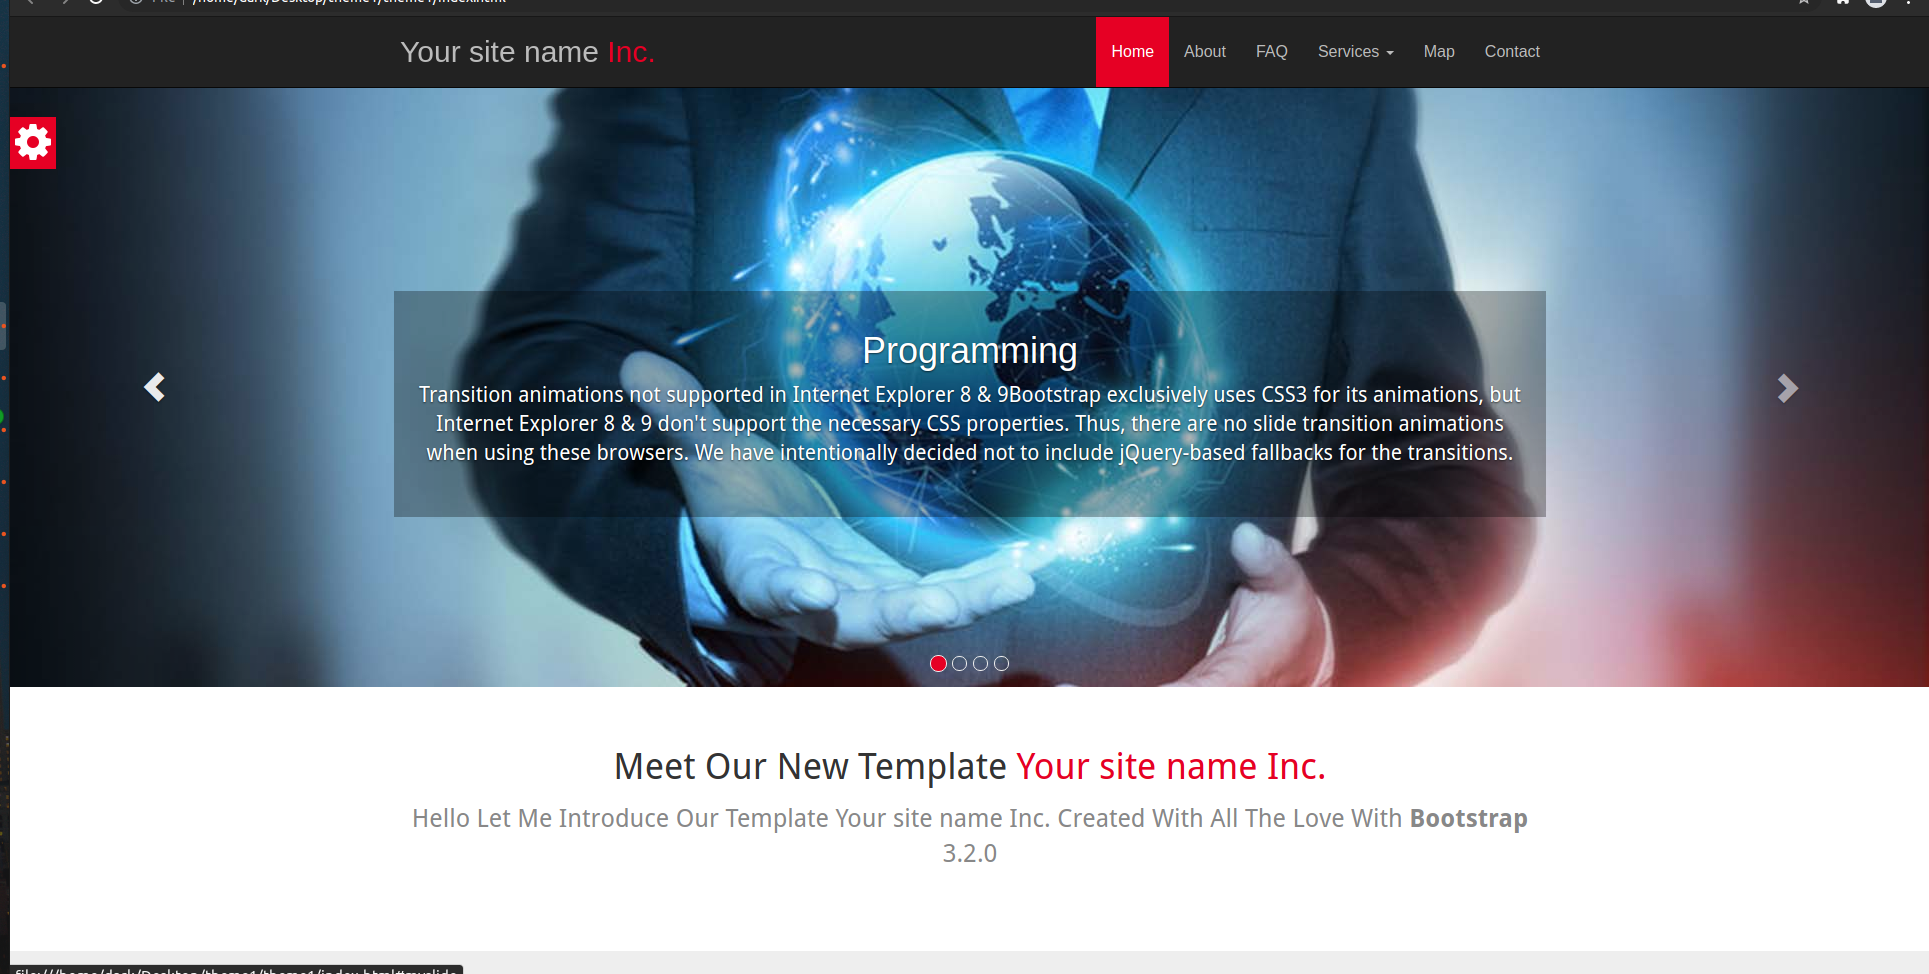 Your site name Inc.
Home About FAQ Services Map Contact
Programming
Transition animations not supported in Internet Explorer 8 & 9Bootstrap exclusively uses CSS3 for its animations, but
Internet Explorer 8 & 9 don't support the necessary CSS properties. Thus, there are no slide transition animations
when using these browsers. We have intentionally decided not to include jQuery-based fallbacks for the transitions.
Meet Our New Template Your site name Inc.
Hello Let Me Introduce Our Template Your site name Inc. Created With All The Love With Bootstrap
3.2.0